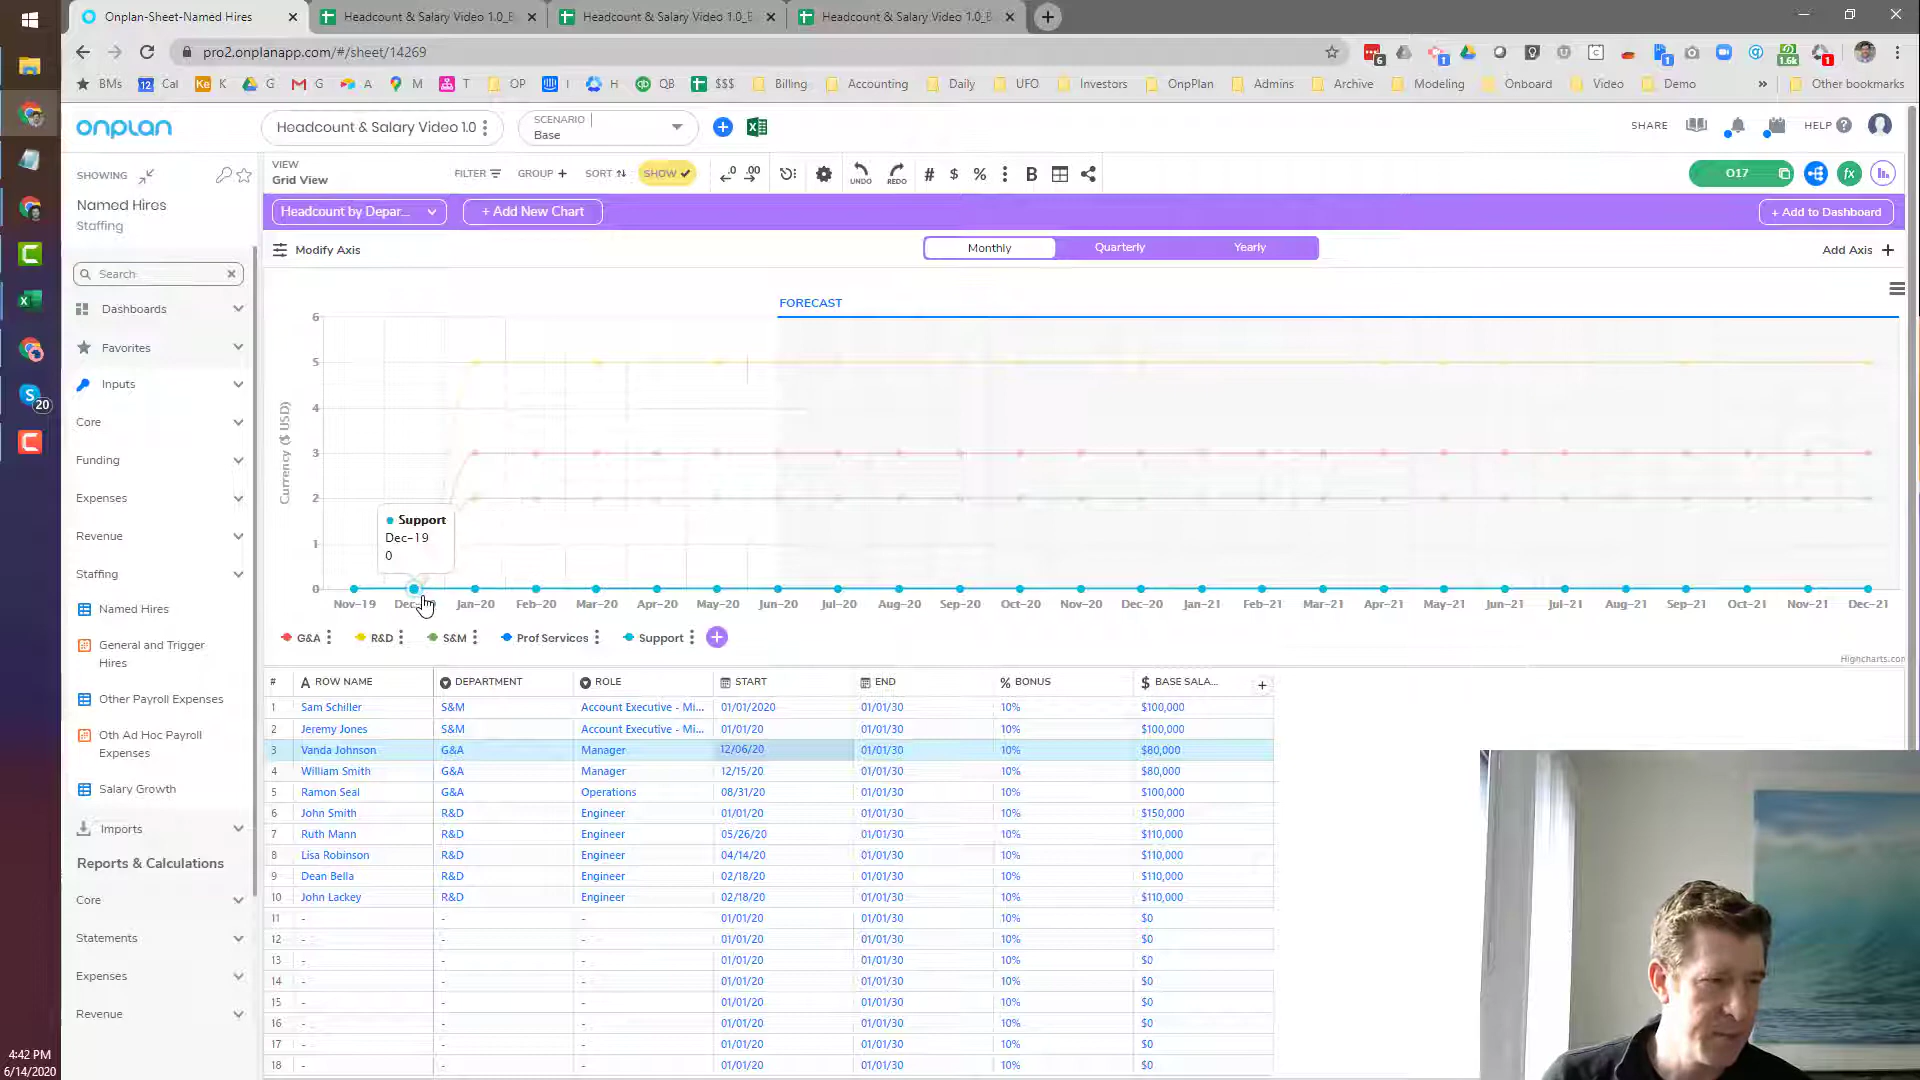 Onplan-Sheet-Named Hires
Headcount & Salary Video 1.0_E
Headcount & Salary Video 1.0_E
Headcount & Salary Video 1.0_E
pro2.onplanapp.com/#/sheet/14269
6 1 1 1.6k 1
BMs 12 Cal Ke K G G A M T OP I H QB $$$ Billing Accounting Daily UFO Investors OnpPlan Admins Archive Modeling Onboard Video Demo » Other bookmarks
onplan
Headcount & Salary Video 1.0
SCENARIO
Base
SHARE HELP
SHOWING
Named Hires
Staffing
VIEW
Grid View
FILTER GROUP SORT SHOW UNDO REDO # $ % B
O17 fx
Headcount by Depar... + Add New Chart + Add to Dashboard
Modify Axis Monthly Quarterly Yearly Add Axis
Search
Dashboards
Favorites
Inputs
Core
Funding
Expenses
Revenue
Staffing
Named Hires
General and Trigger
Hires
Other Payroll Expenses
Oth Ad Hoc Payroll
Expenses
Salary Growth
Imports
Reports & Calculations
Core
Statements
Expenses
Revenue
S 20
4:42 PM
6/14/2020
FORECAST
Currency ($ USD)
6
5
4
3
2
1
0
Support
Dec-19
0
Nov-19 Dec- Jan-20 Feb-20 Mar-20 Apr-20 May-20 Jun-20 Jul-20 Aug-20 Sep-20 Oct-20 Nov-20 Dec-20 Jan-21 Feb-21 Mar-21 Apr-21 May-21 Jun-21 Jul-21 Aug-21 Sep-21 Oct-21 Nov-21 Dec-21
G&A R&D S&M Prof Services Support
Highcharts.com
# A ROW NAME DEPARTMENT ROLE START END % BONUS $ BASE SALA... +
1 Sam Schiller S&M Account Executive - Mi... 01/01/2020 01/01/30 10% $100,000
2 Jeremy Jones S&M Account Executive - Mi... 01/01/20 01/01/30 10% $100,000
3 Vanda Johnson G&A Manager 12/06/20 01/01/30 10% $80,000
4 William Smith G&A Manager 12/15/20 01/01/30 10% $80,000
5 Ramon Seal G&A Operations 08/31/20 01/01/30 10% $100,000
6 John Smith R&D Engineer 01/01/20 01/01/30 10% $150,000
7 Ruth Mann R&D Engineer 05/26/20 01/01/30 10% $110,000
8 Lisa Robinson R&D Engineer 04/14/20 01/01/30 10% $110,000
9 Dean Bella R&D Engineer 02/18/20 01/01/30 10% $110,000
10 John Lackey R&D Engineer 02/18/20 01/01/30 10% $110,000
11 - - - 01/01/20 01/01/30 10% $0
12 - - - 01/01/20 01/01/30 10% $0
13 - - - 01/01/20 01/01/30 10% $0
14 - - - 01/01/20 01/01/30 10% $0
15 - - - 01/01/20 01/01/30 10% $0
16 - - - 01/01/20 01/01/30 10% $0
17 - - - 01/01/20 01/01/30 10% $0
18 - - - 01/01/20 01/01/30 10% $0